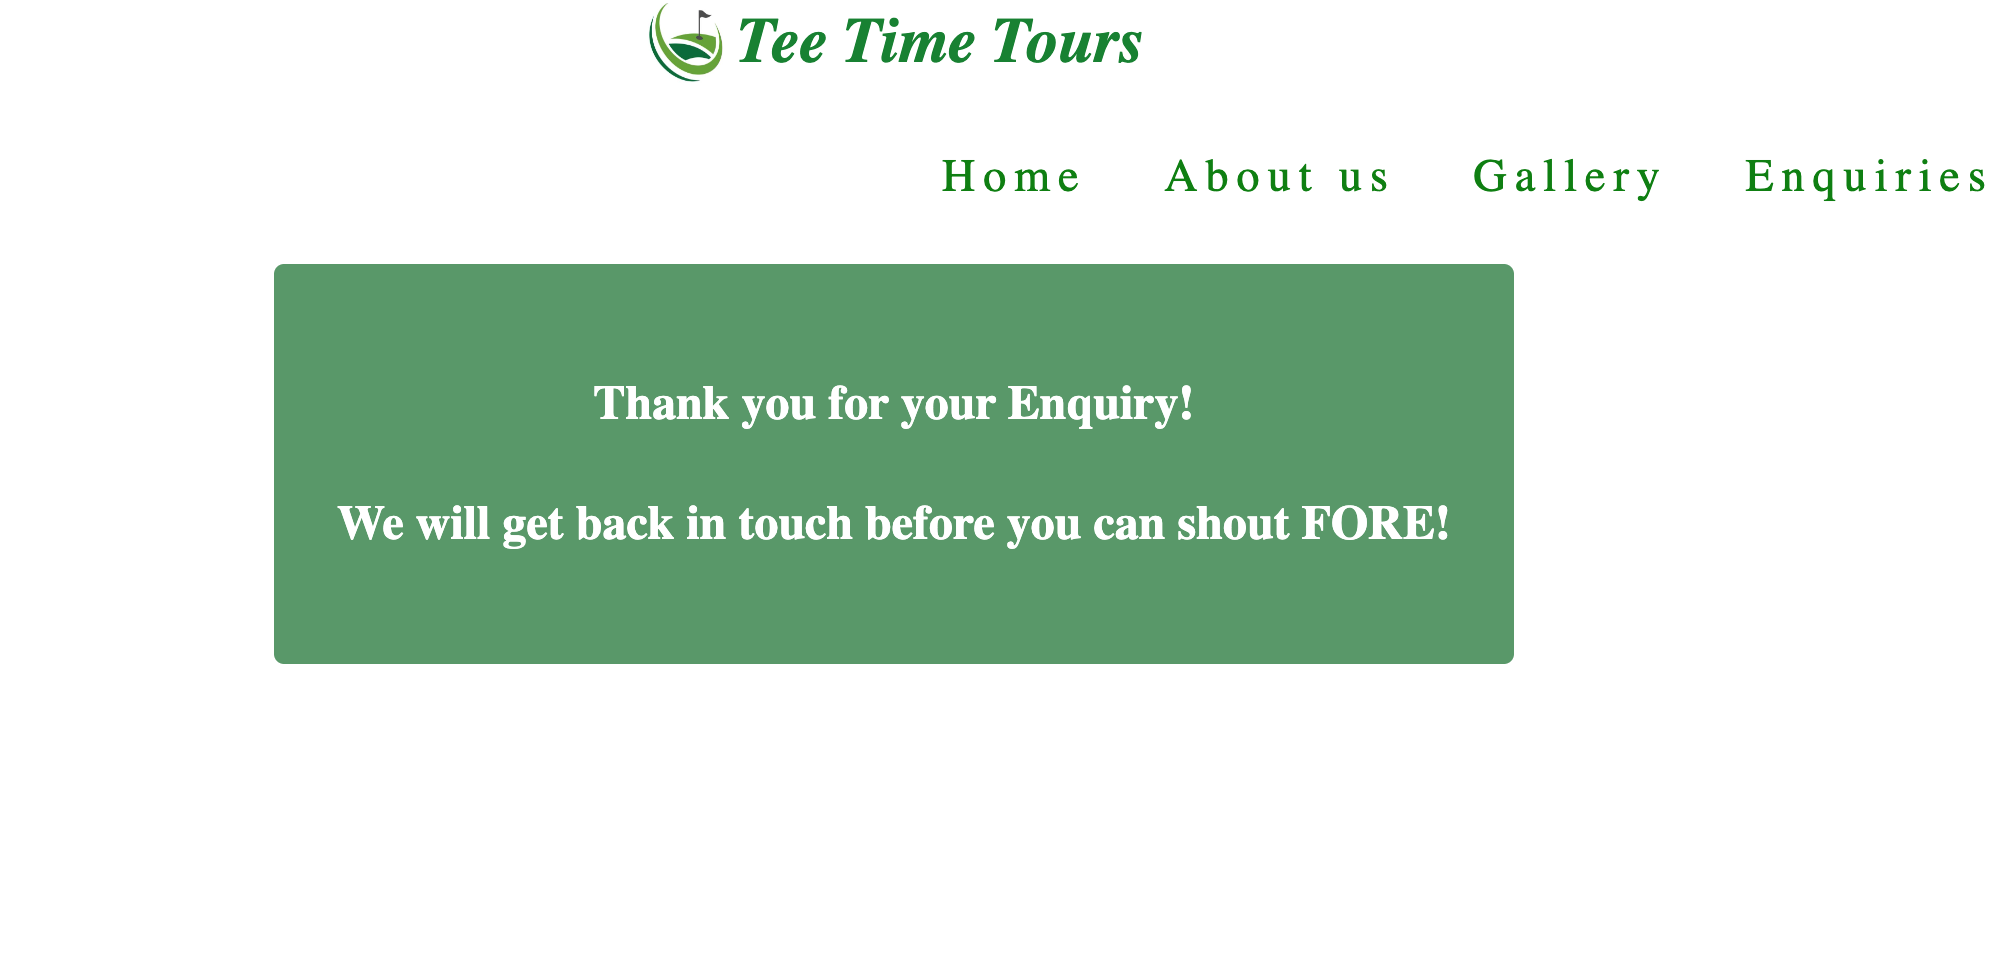 Tee Time Tours
Home About us Gallery Enquiries
Thank you for your Enquiry!
We will get back in touch before you can shout FORE!